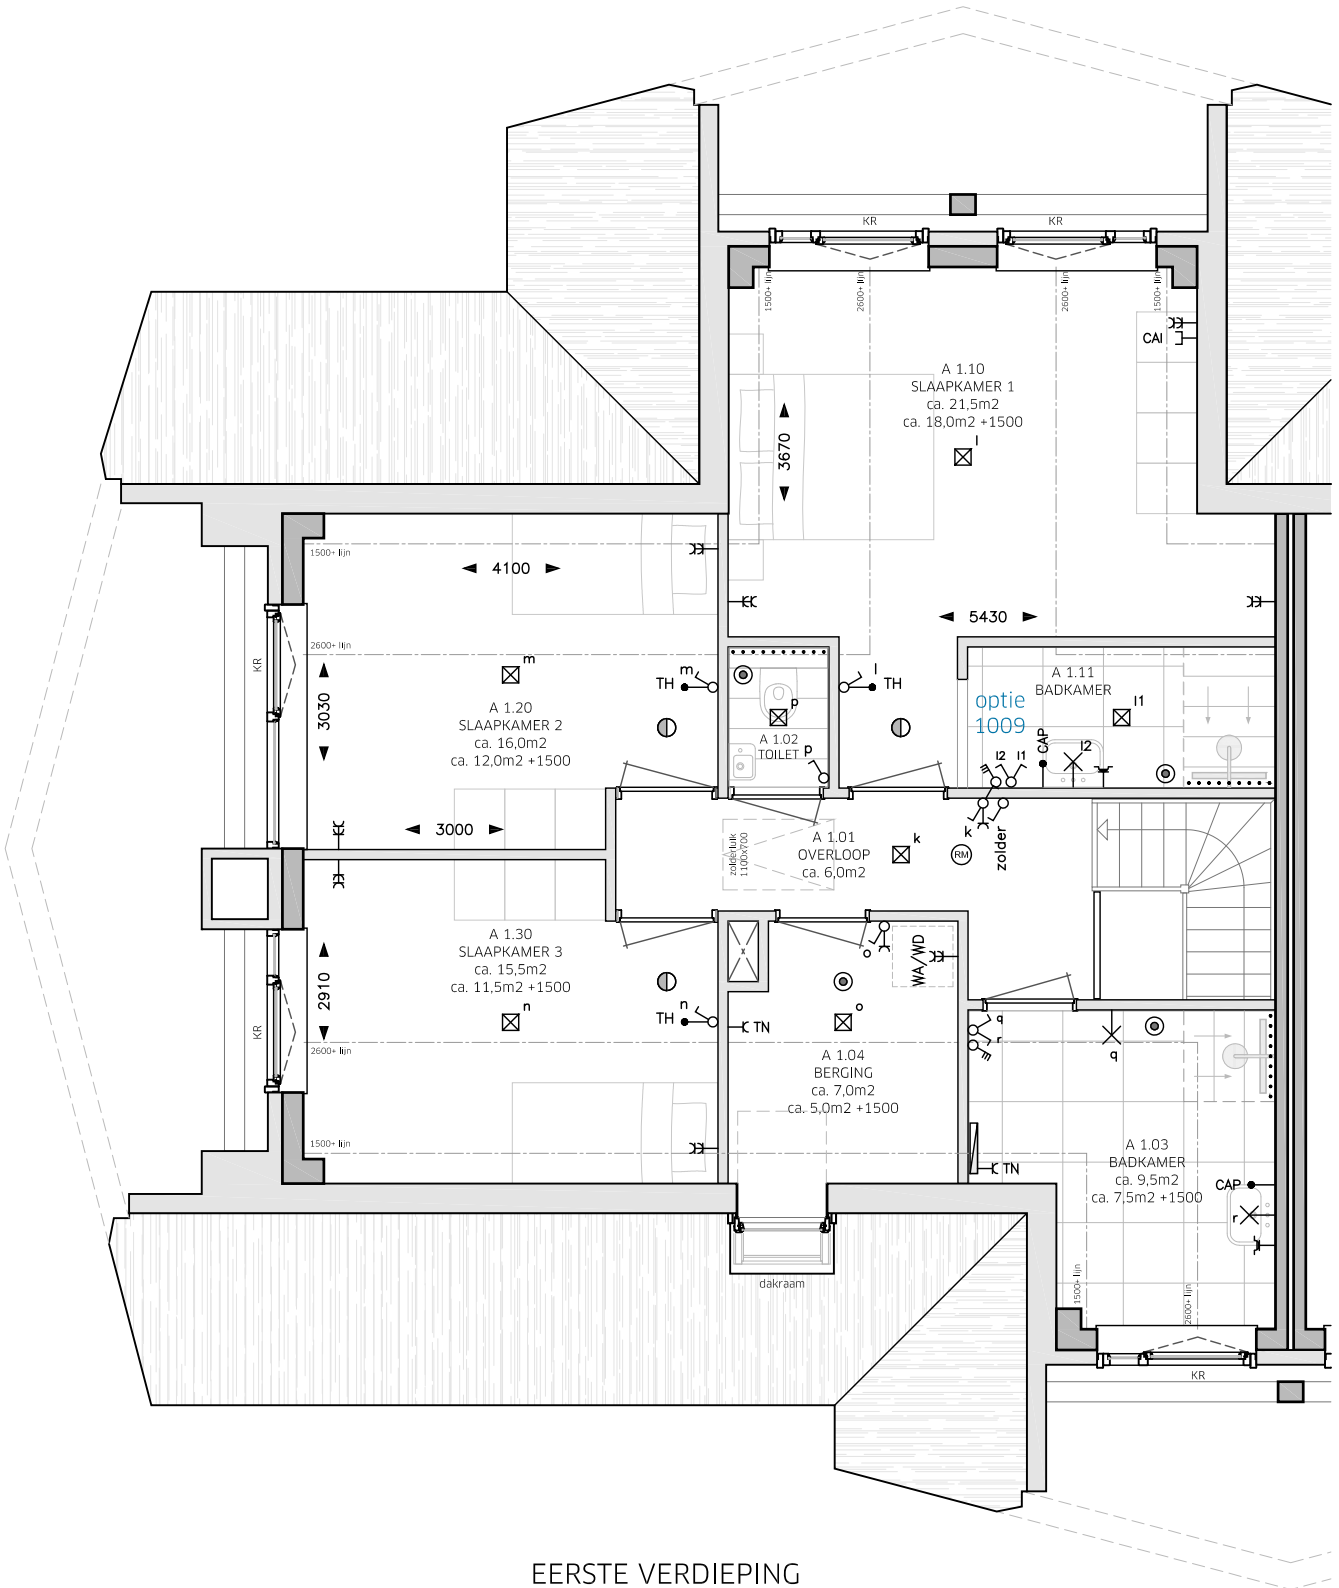 KR
KR
1500+ lijn
2600+ lijn
2600+ lijn
1500+ lijn
CAI
A 1.10
SLAAPKAMER 1
ca. 21,5m2
ca. 18,0m2 +1500
l
3670
1500+ lijn
4100
5430
2600+ lijn
KR
3030
m
A 1.20
SLAAPKAMER 2
ca. 16,0m2
ca. 12,0m2 +1500
m
TH
p
A 1.02
TOILET
p
l
TH
optie
1009
A 1.11
BADKAMER
l1
CAP
l2
l2
l1
3000
zolderluik
1100x700
A 1.01
OVERLOOP
ca. 6,0m2
k
RM
k
zolder
A 1.30
SLAAPKAMER 3
ca. 15,5m2
ca. 11,5m2 +1500
2910
KR
n
n
TH
2600+ lijn
x
o
WA/WD
TN
o
A 1.04
BERGING
ca. 7,0m2
ca. 5,0m2 +1500
q
r
q
1500+ lijn
TN
A 1.03
BADKAMER
ca. 9,5m2
ca. 7,5m2 +1500
CAP
r
1500+ lijn
2600+ lijn
dakraam
KR
EERSTE VERDIEPING